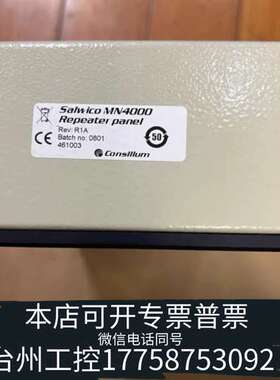 Salwico MN4000
Repeater panel
Rev: R1A
Batch no: 0801
461003
50
Consilium
本店可开专票普票
微信电话同号
台州工控17758753092